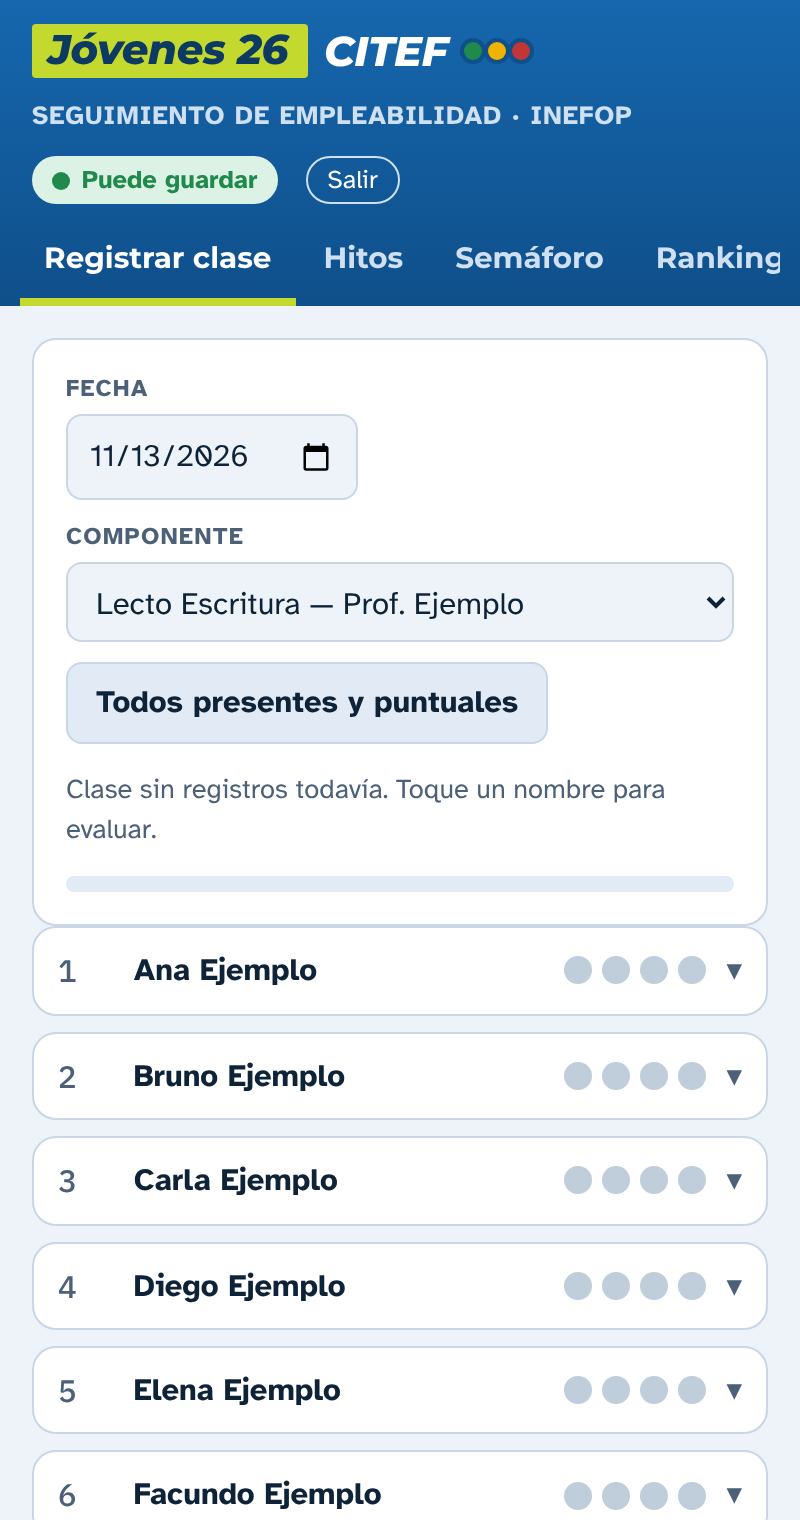 Jóvenes 26 CITEF
SEGUIMIENTO DE EMPLEABILIDAD · INEFOP
Puede guardar Salir
Registrar clase Hitos Semáforo Ranking
FECHA
11/13/2026
COMPONENTE
Lecto Escritura — Prof. Ejemplo
Todos presentes y puntuales
Clase sin registros todavía. Toque un nombre para
evaluar.
1 Ana Ejemplo ▼
2 Bruno Ejemplo ▼
3 Carla Ejemplo ▼
4 Diego Ejemplo ▼
5 Elena Ejemplo ▼
6 Facundo Ejemplo ▼